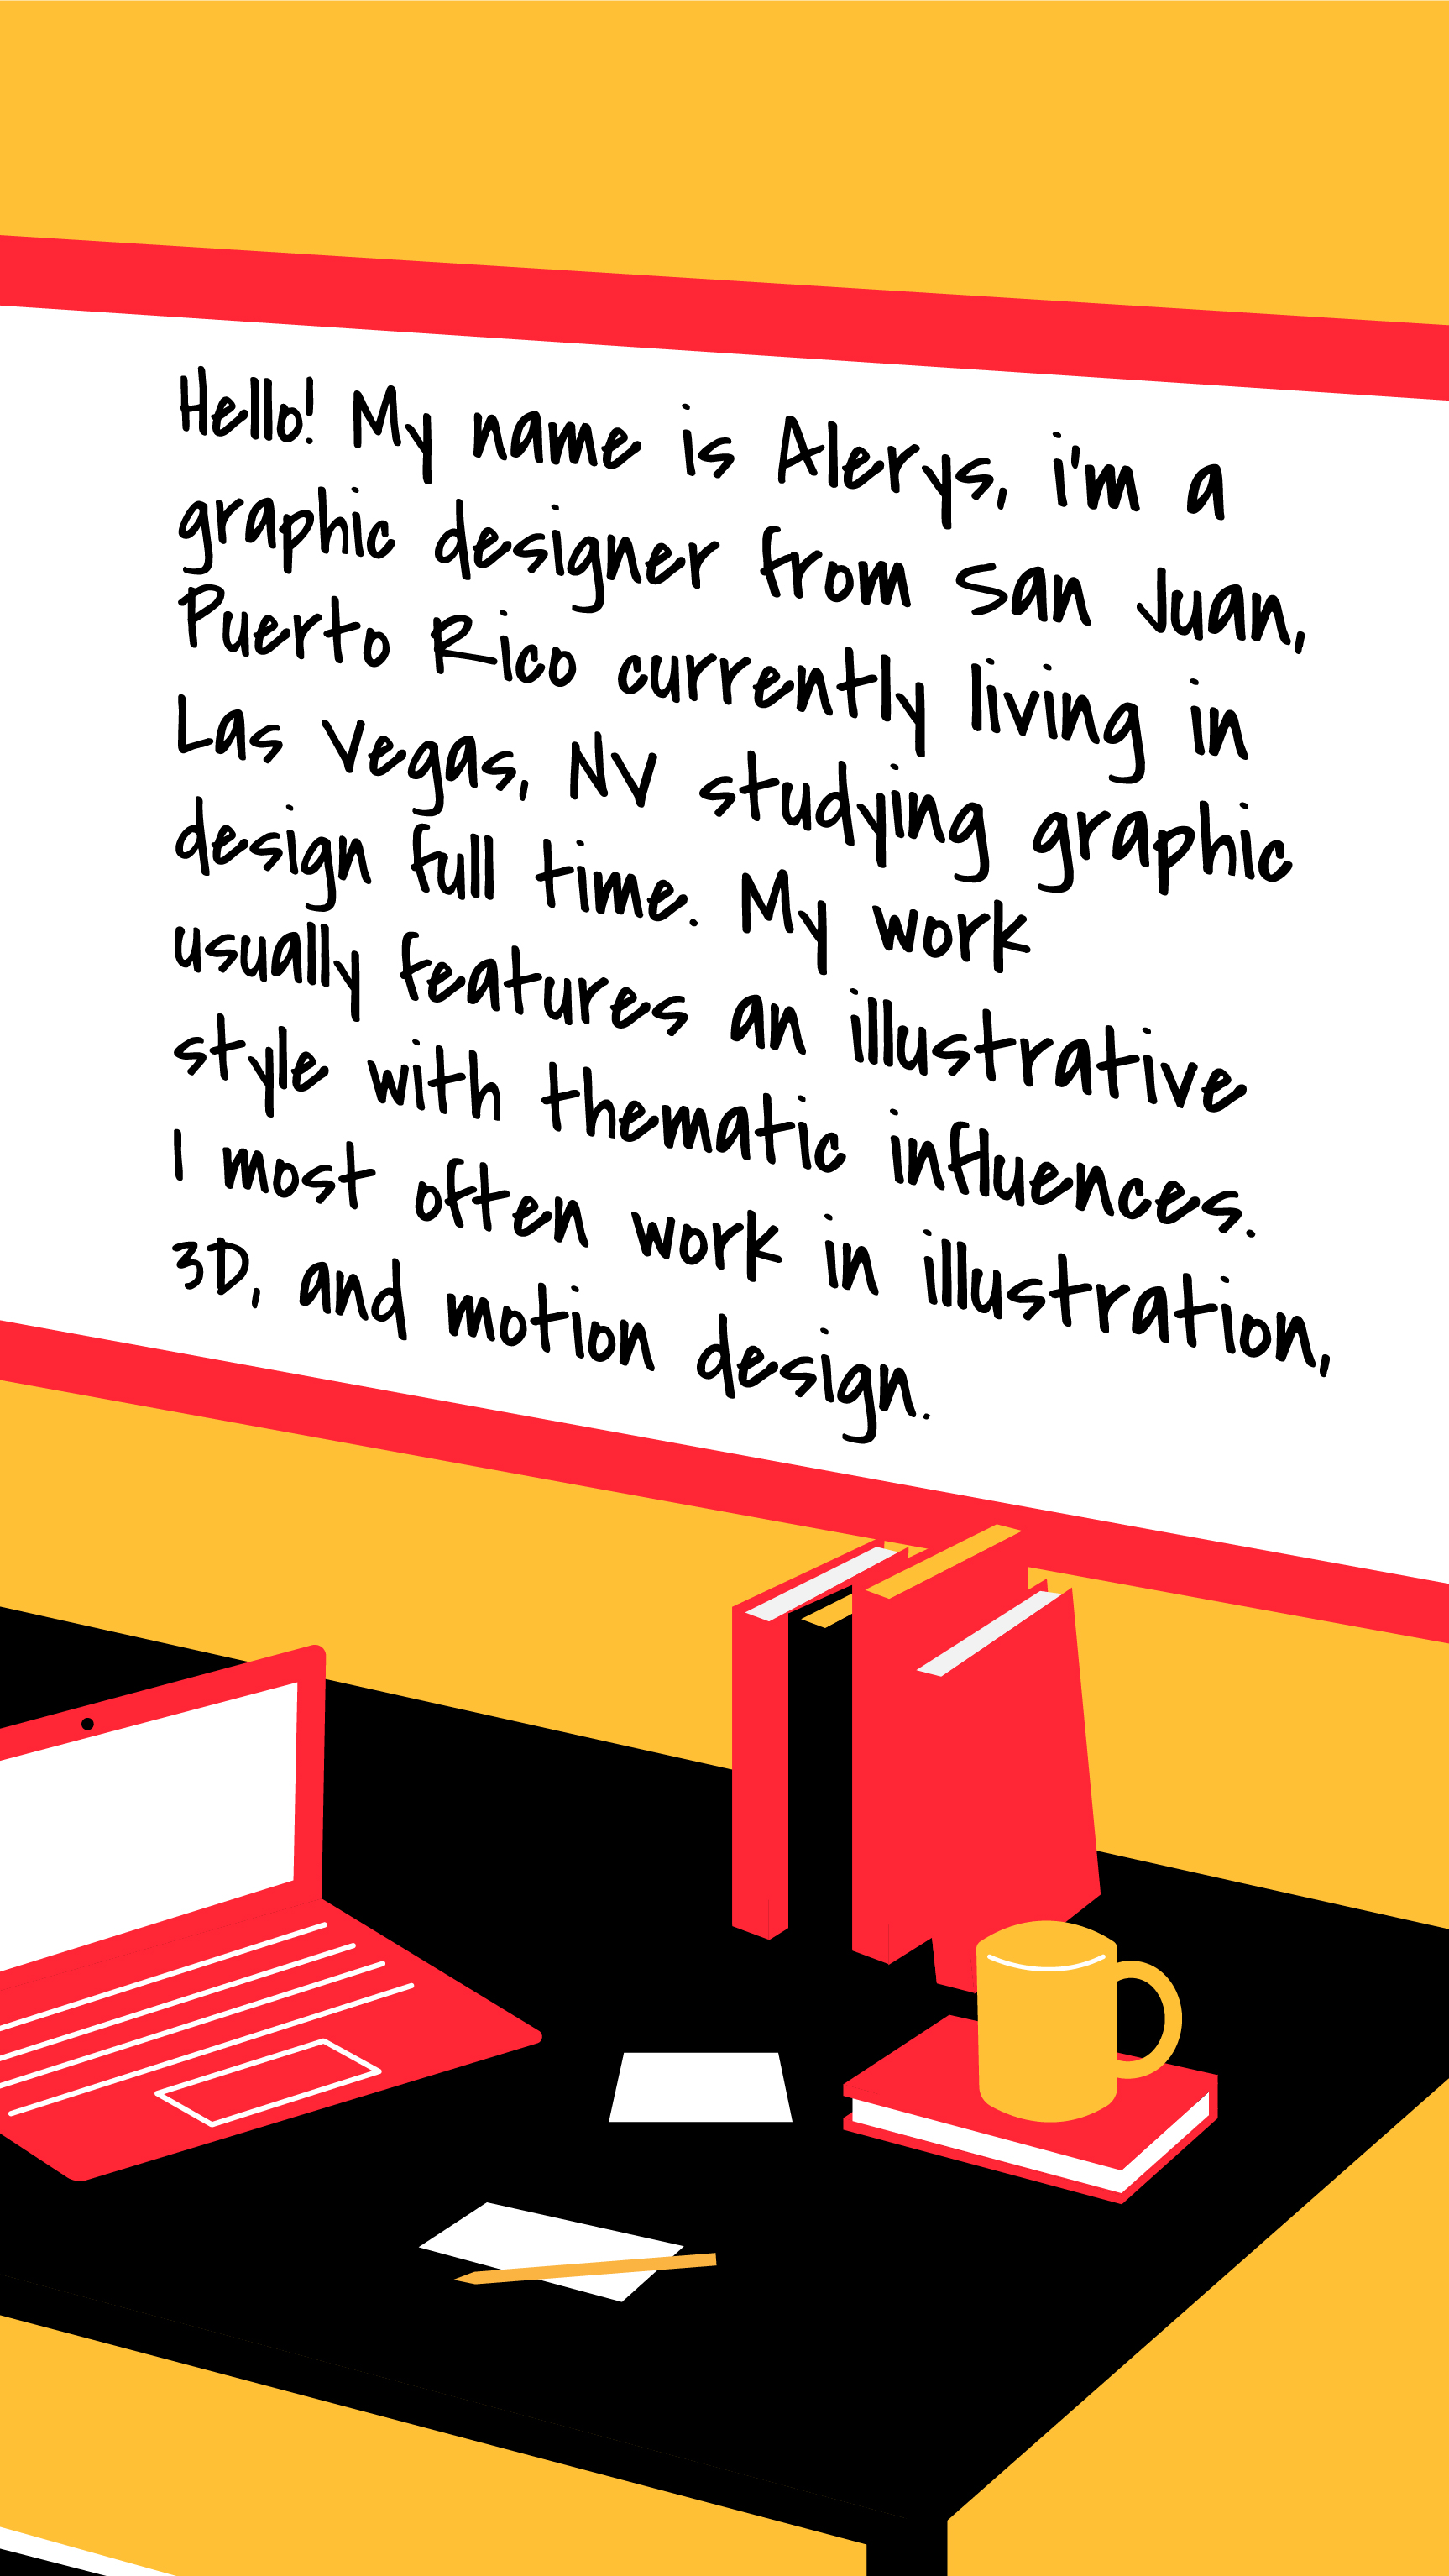 Hello! My name is Alerys, i'm a
graphic designer from San Juan,
Puerto Rico currently living in
Las Vegas, NV studying graphic
design full time. My work
usually features an illustrative
style with thematic influences.
I most often work in illustration,
3D, and motion design.